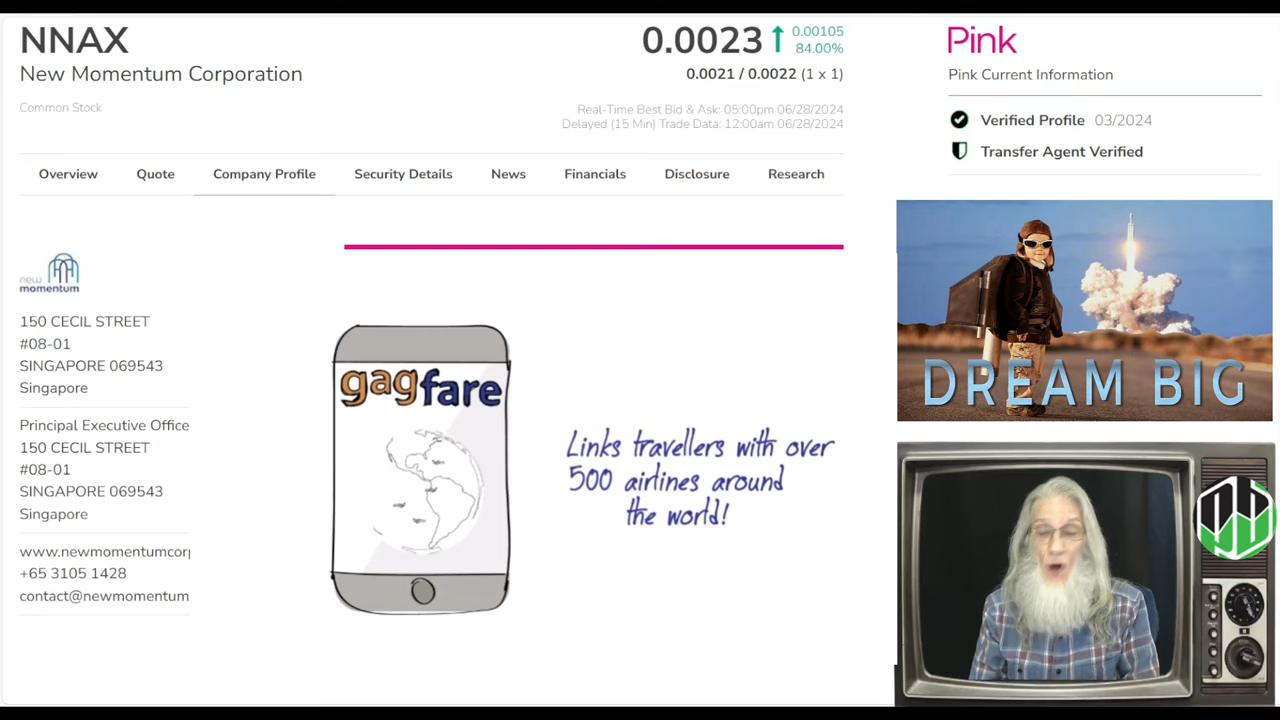 NNAX
New Momentum Corporation
Common Stock
0.0023
0.00105
84.00%
0.0021 / 0.0022 (1 x 1)
Real-Time Best Bid & Ask: 05:00pm 06/28/2024
Delayed (15 Min) Trade Data: 12:00am 06/28/2024
Overview Quote Company Profile Security Details News Financials Disclosure Research
new
momentum
150 CECIL STREET
#08-01
SINGAPORE 069543
Singapore
Principal Executive Office
150 CECIL STREET
#08-01
SINGAPORE 069543
Singapore
www.newmomentumcorp
+65 3105 1428
contact@newmomentum
gagfare
Links travellers with over
500 airlines around
the world!
Pink
Pink Current Information
Verified Profile 03/2024
Transfer Agent Verified
DREAM BIG